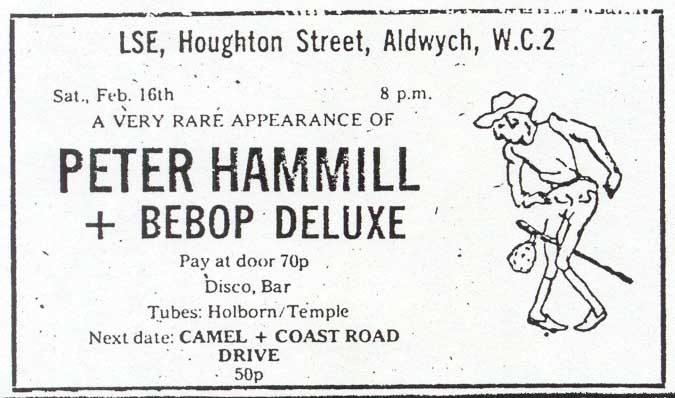 LSE, Houghton Street, Aldwych, W.C.2
Sat., Feb. 16th 8 p.m.
A VERY RARE APPEARANCE OF
PETER HAMMILL
+ BEBOP DELUXE
Pay at door 70p
Disco, Bar
Tubes: Holborn/Temple
Next date: CAMEL + COAST ROAD
DRIVE
50p